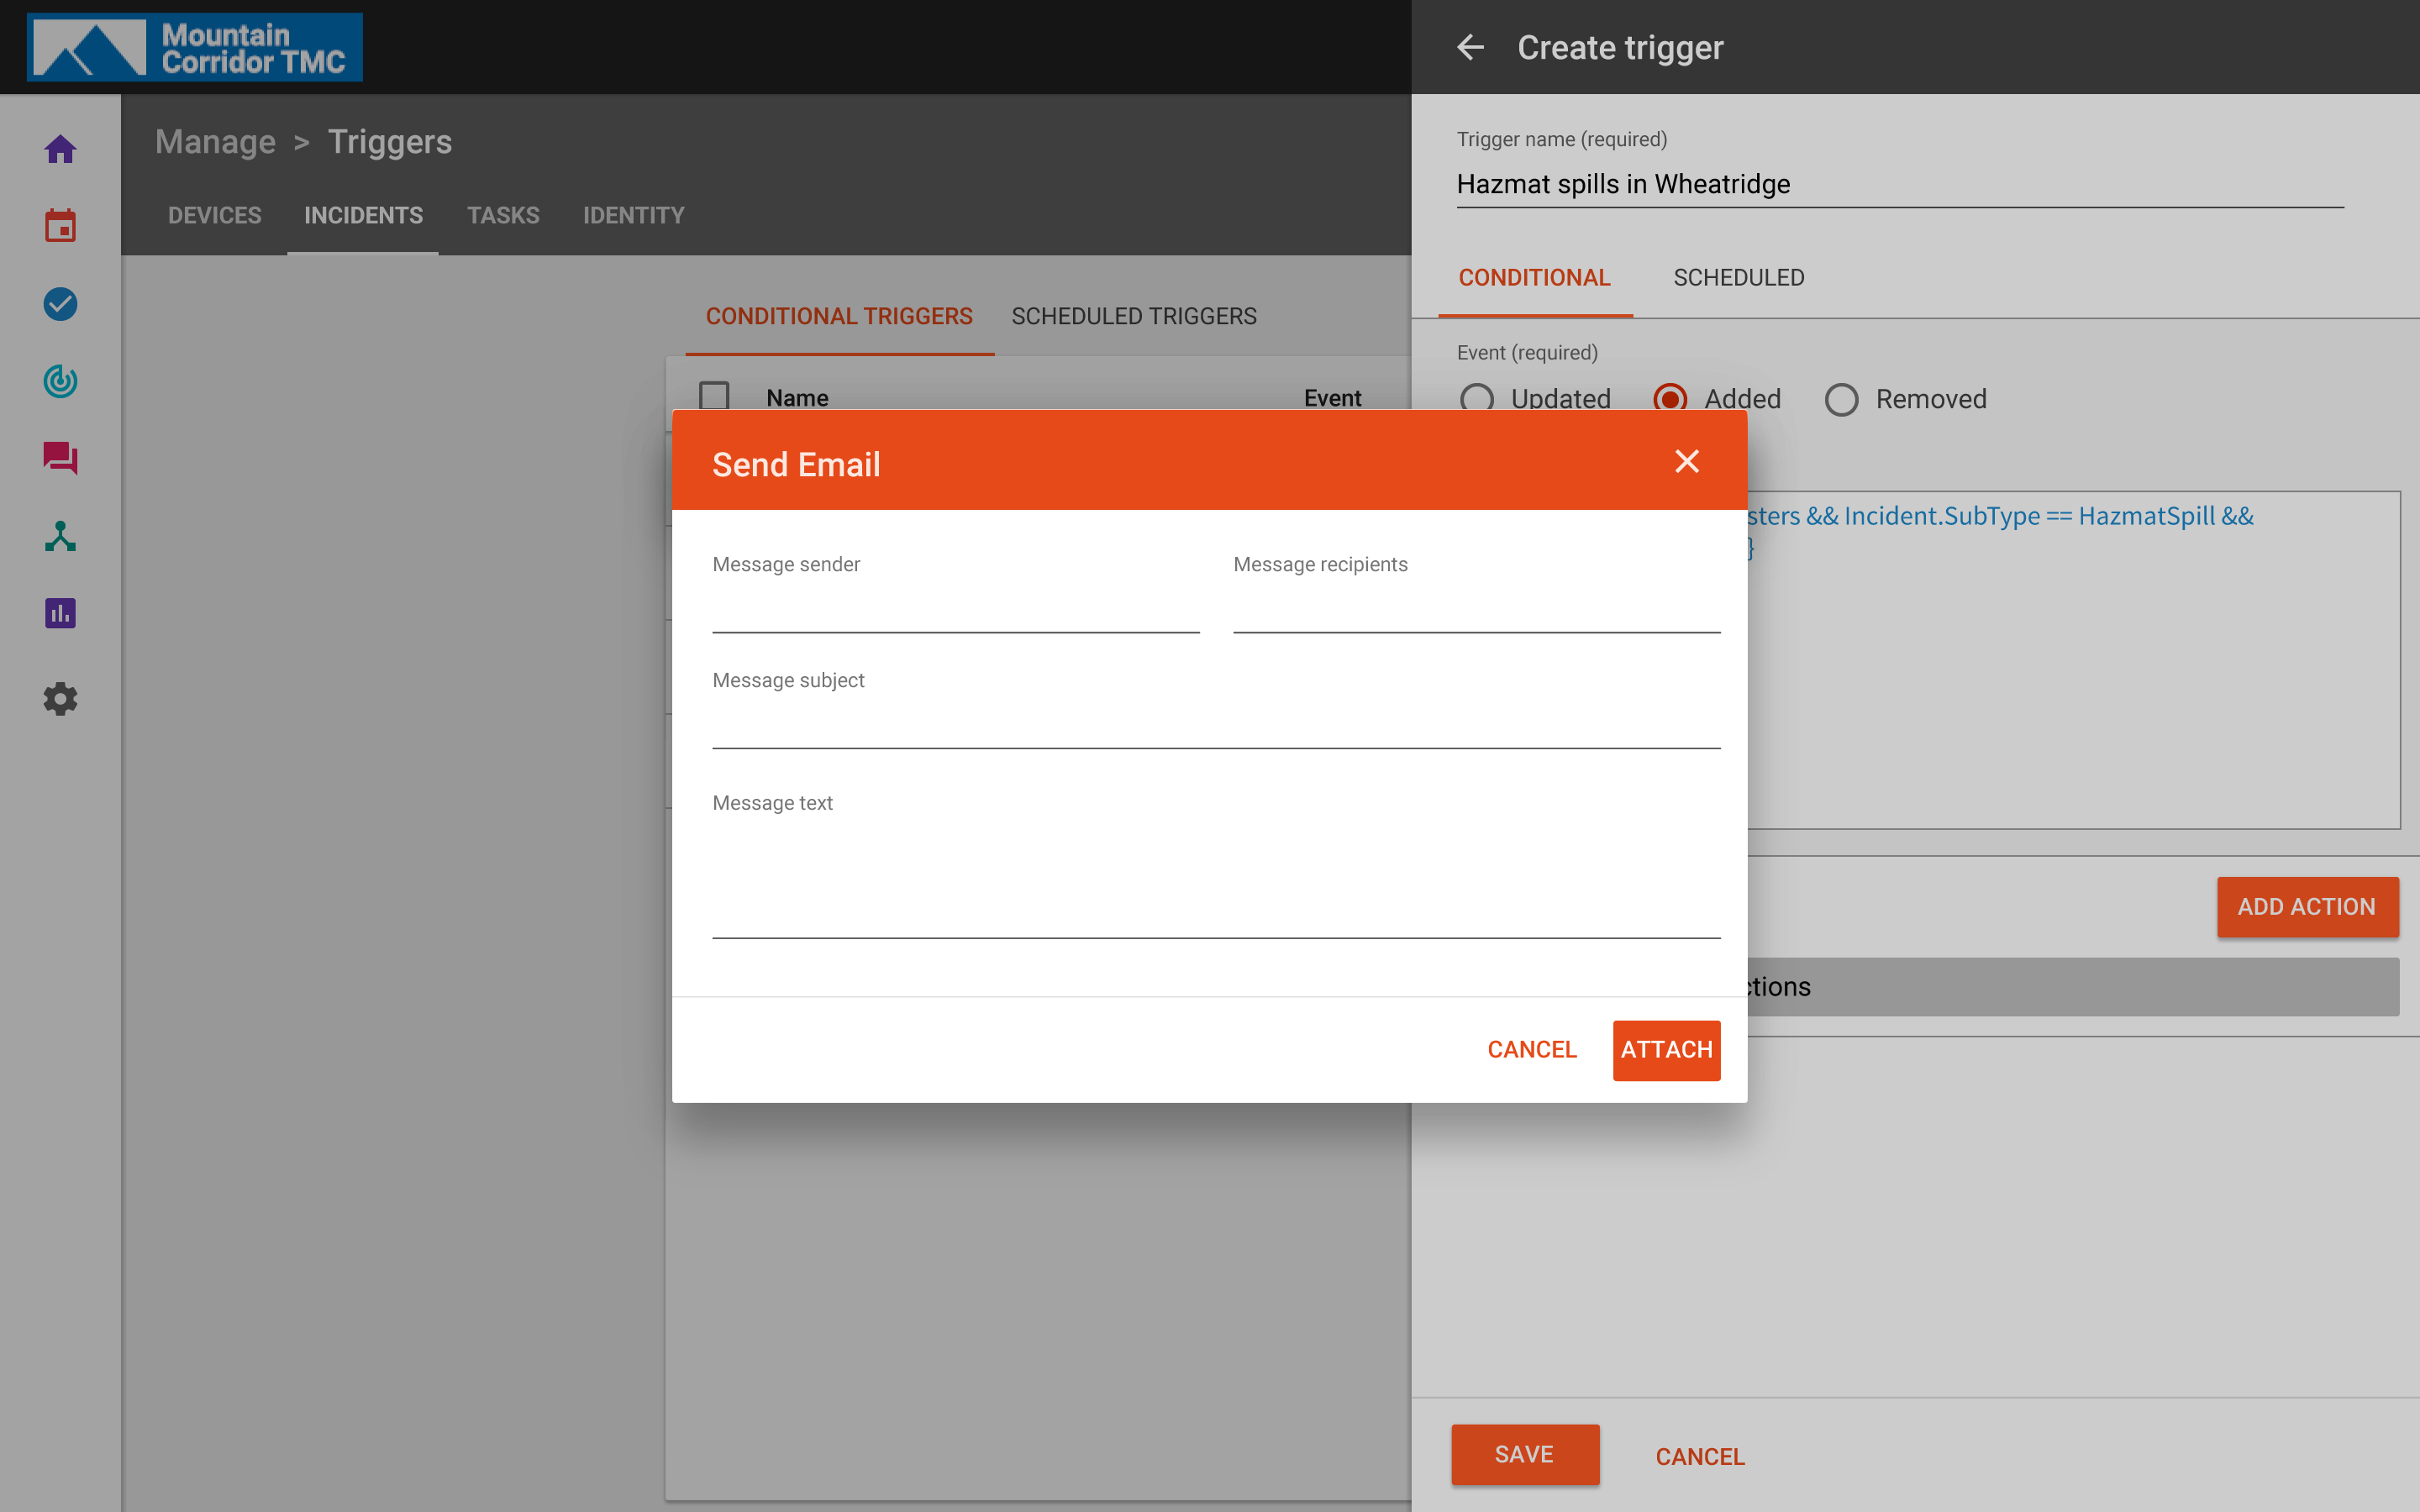 Mountain
Corridor TMC
Create trigger
Manage > Triggers
DEVICES INCIDENTS TASKS IDENTITY
Trigger name (required)
Hazmat spills in Wheatridge
CONDITIONAL SCHEDULED
CONDITIONAL TRIGGERS SCHEDULED TRIGGERS
Event (required)
Updated Added Removed
Name Event
Send Email
&& Incident.SubType == HazmatSpill &&
}
Message sender Message recipients
Message subject
Message text
ADD ACTION
CANCEL ATTACH
SAVE CANCEL